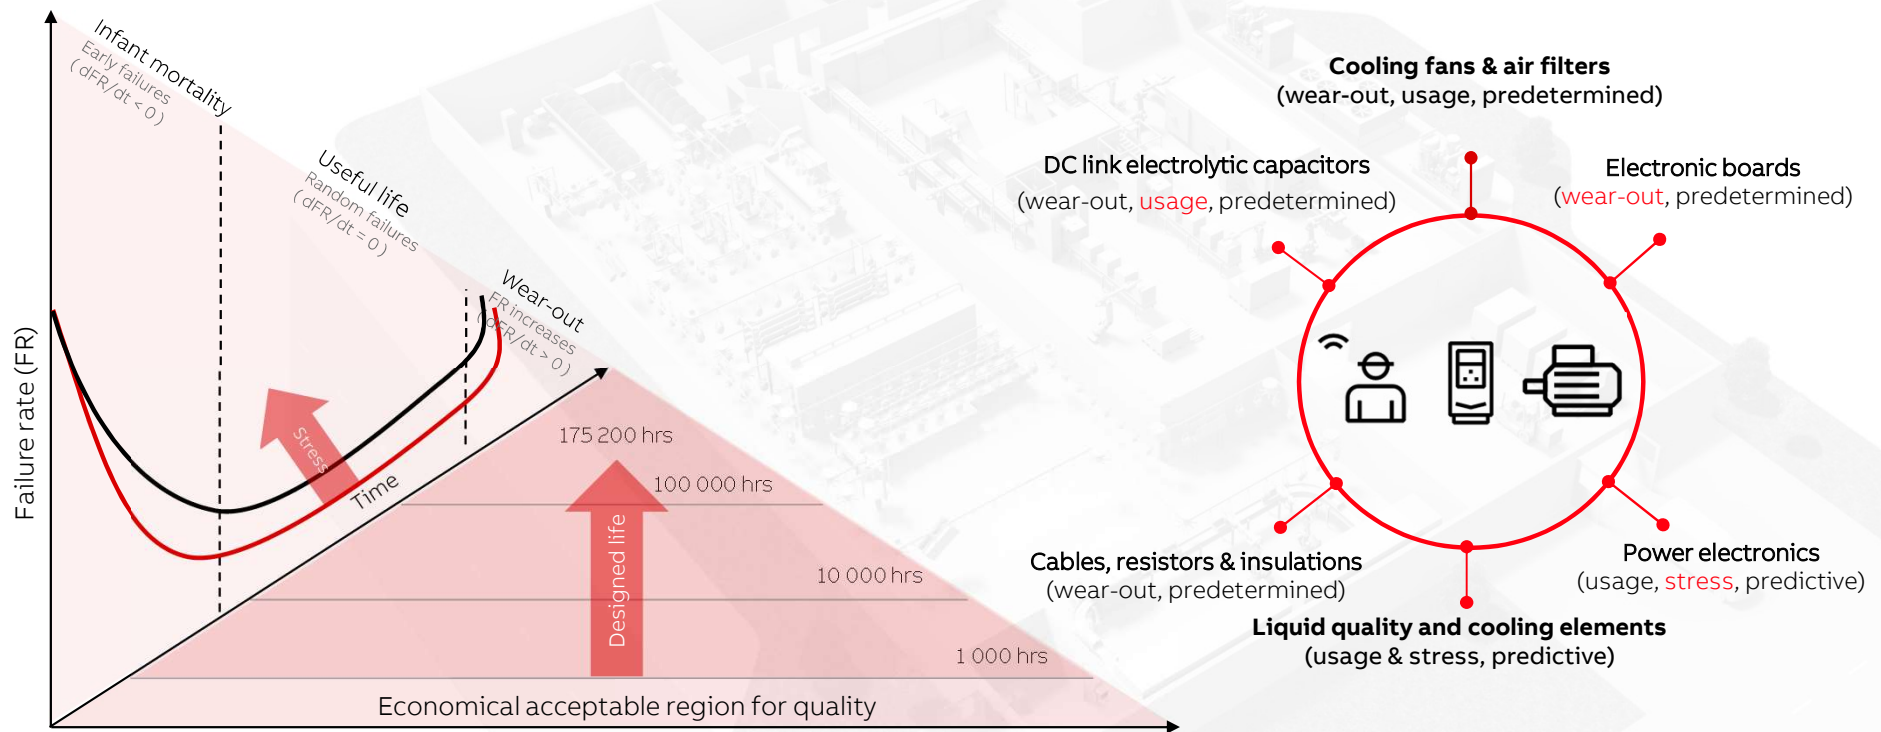 Infant mortality
Early failures
( dFR/dt < 0 )
Useful life
Random failures
( dFR/dt = 0 )
Wear-out
FR increases
( dFR/dt > 0 )
Failure rate (FR)
Stress
Time
175 200 hrs
100 000 hrs
10 000 hrs
1 000 hrs
Designed life
Economical acceptable region for quality
Cooling fans & air filters
(wear-out, usage, predetermined)
DC link electrolytic capacitors
(wear-out, usage, predetermined)
Electronic boards
(wear-out, predetermined)
Cables, resistors & insulations
(wear-out, predetermined)
Power electronics
(usage, stress, predictive)
Liquid quality and cooling elements
(usage & stress, predictive)